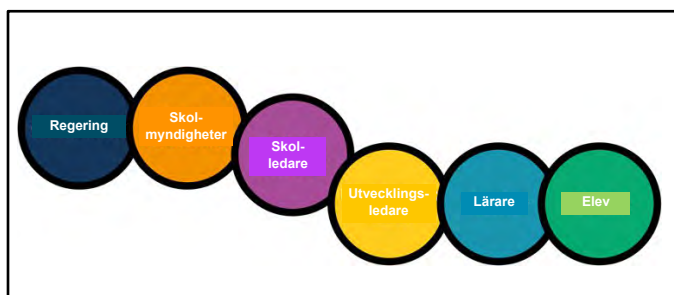 Regering
Skol-
myndigheter
Skol-
ledare
Utvecklings-
ledare
Lärare
Elev